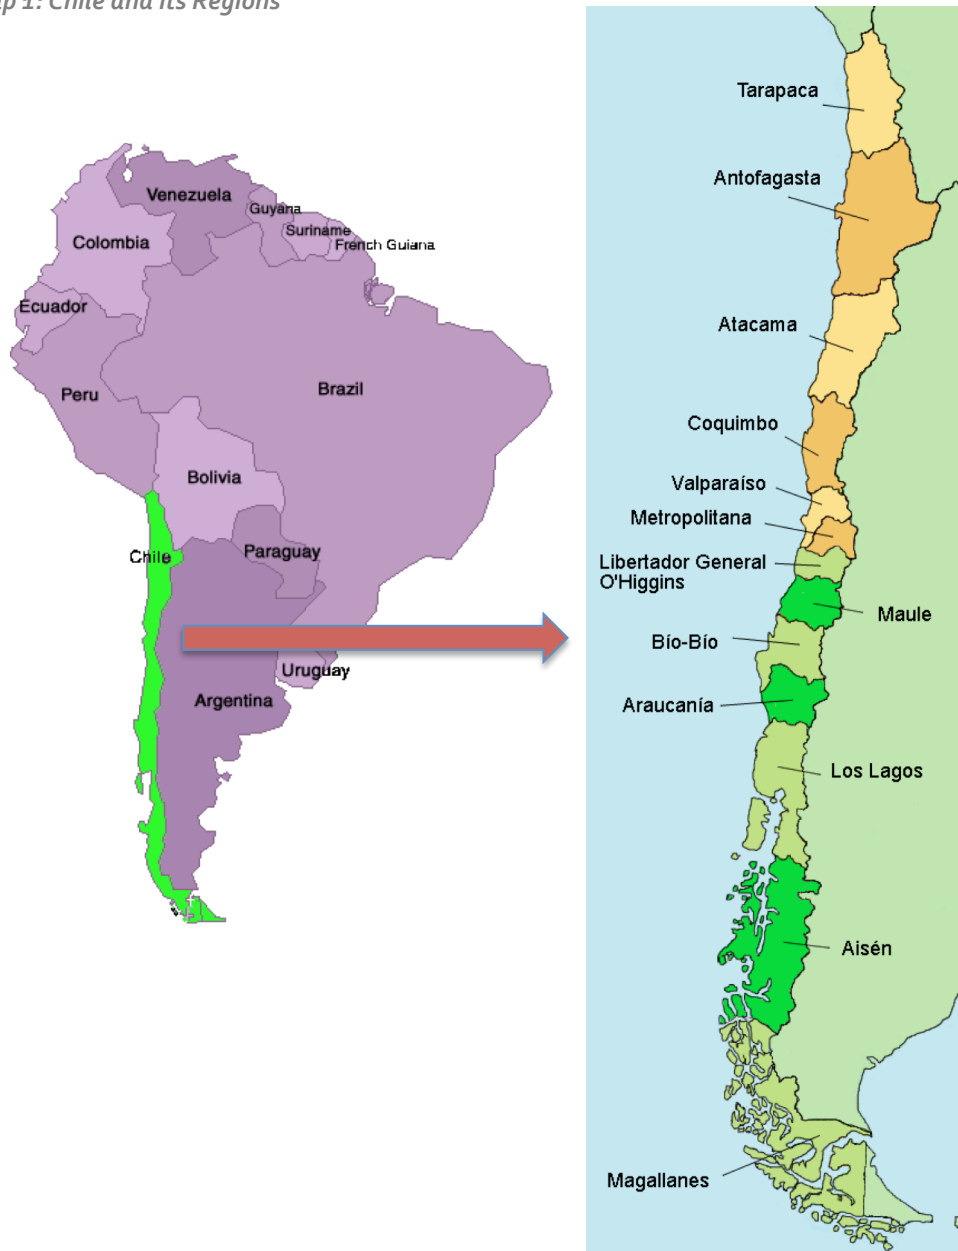 1: Chile and its Regions
Venezuela
Guyana
Suriname
French Guiana
Colombia
Ecuador
Peru
Brazil
Bolivia
Paraguay
Chile
Uruguay
Argentina
Tarapaca
Antofagasta
Atacama
Coquimbo
Valparaíso
Metropolitana
Libertador General
O'Higgins
Maule
Bío-Bío
Araucanía
Los Lagos
Aisén
Magallanes